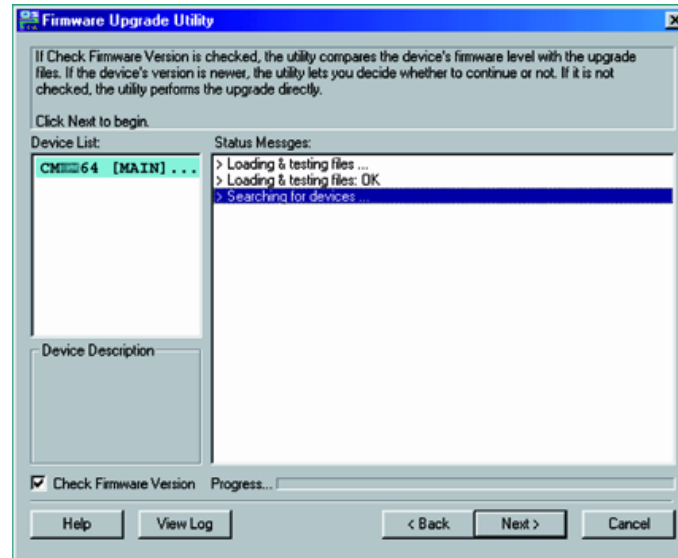 Firmware Upgrade Utility
If Check Firmware Version is checked, the utility compares the device's firmware level with the upgrade
files. If the device's version is newer, the utility lets you decide whether to continue or not. If it is not
checked, the utility performs the upgrade directly.
Click Next to begin.
Device List:
Status Messges:
[MAIN]...
> Loading & testing files ...
> Loading & testing files: OK
> Searching for devices ...
Device Description
Check Firmware Version
Progress...
Help
View Log
< Back
Next >
Cancel